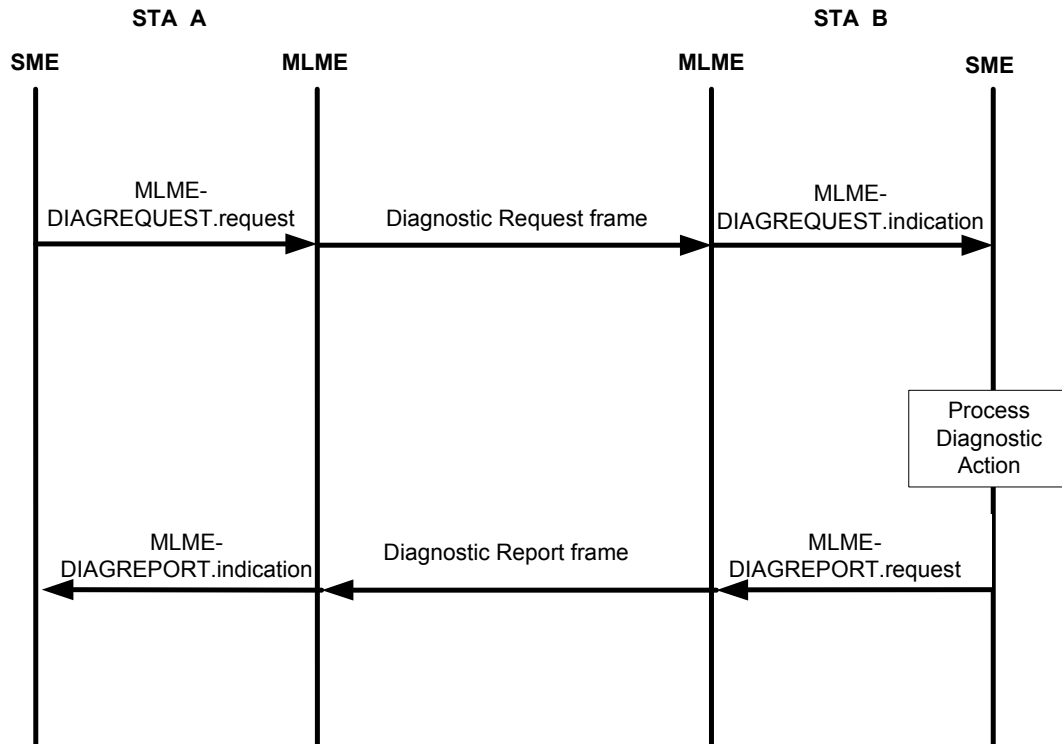 STA A
STA B
SME
MLME
MLME
SME
MLME-
DIAGREQUEST.request
Diagnostic Request frame
MLME-
DIAGREQUEST.indication
Process
Diagnostic
Action
MLME-
DIAGREPORT.indication
Diagnostic Report frame
MLME-
DIAGREPORT.request